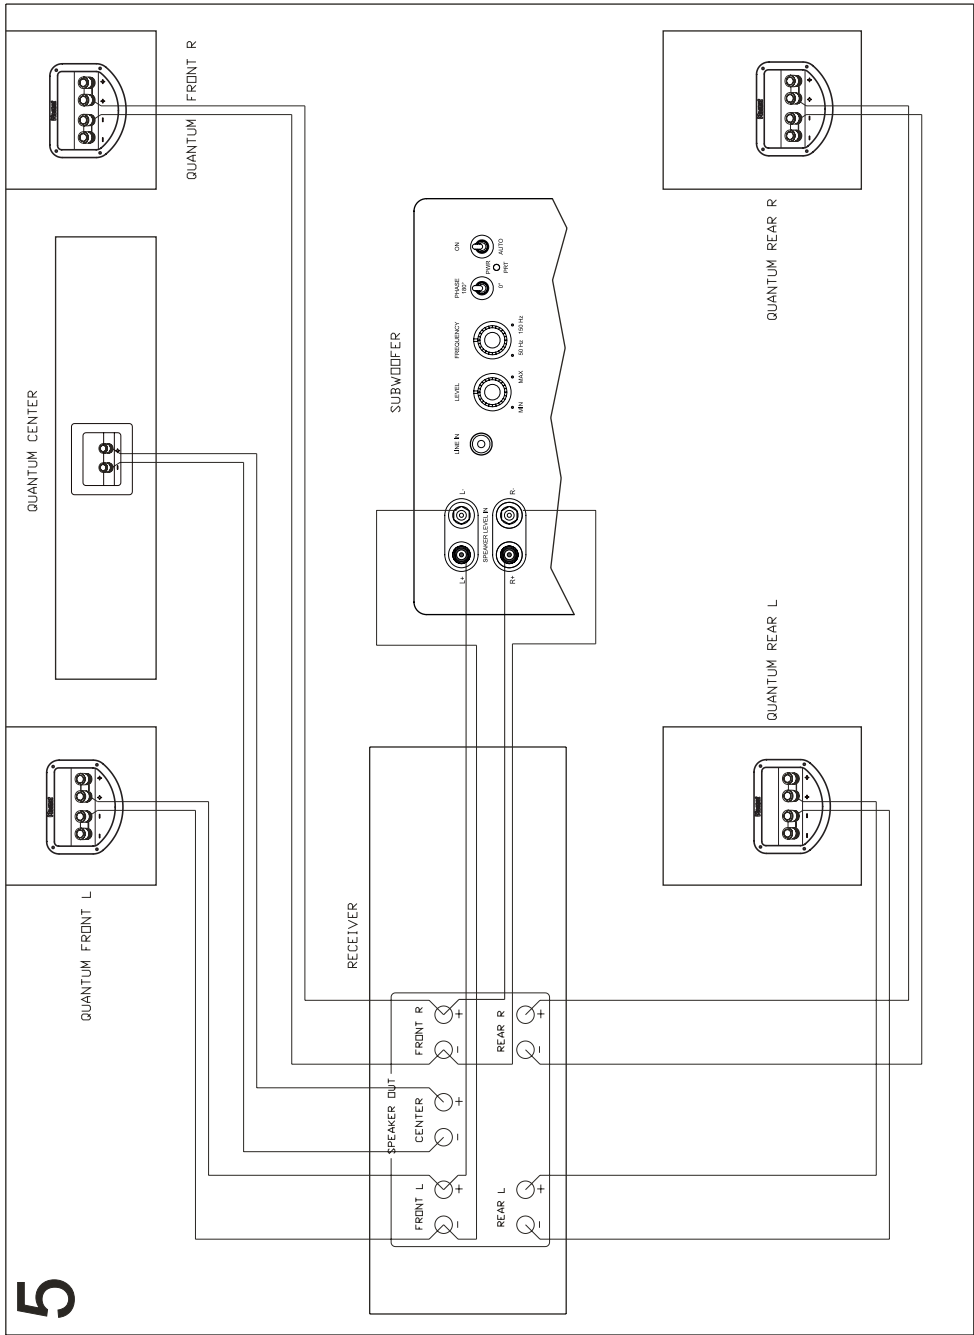 5
QUANTUM FRONT L
QUANTUM CENTER
QUANTUM FRONT R
+
+
-
-
-
+
+
+
-
-
RECEIVER
SPEAKER OUT
FRONT L
CENTER
FRONT R
-
+
-
+
-
+
REAR L
REAR R
-
+
-
+
SUBWOOFER
L+
L-
SPEAKER LEVEL IN
R+
R-
LINE IN
LEVEL
MIN
MAX
FREQUENCY
50 Hz
150 Hz
PHASE
180°
0°
PWR
PRT
ON
AUTO
QUANTUM REAR L
QUANTUM REAR R
-
-
+
+
-
-
+
+